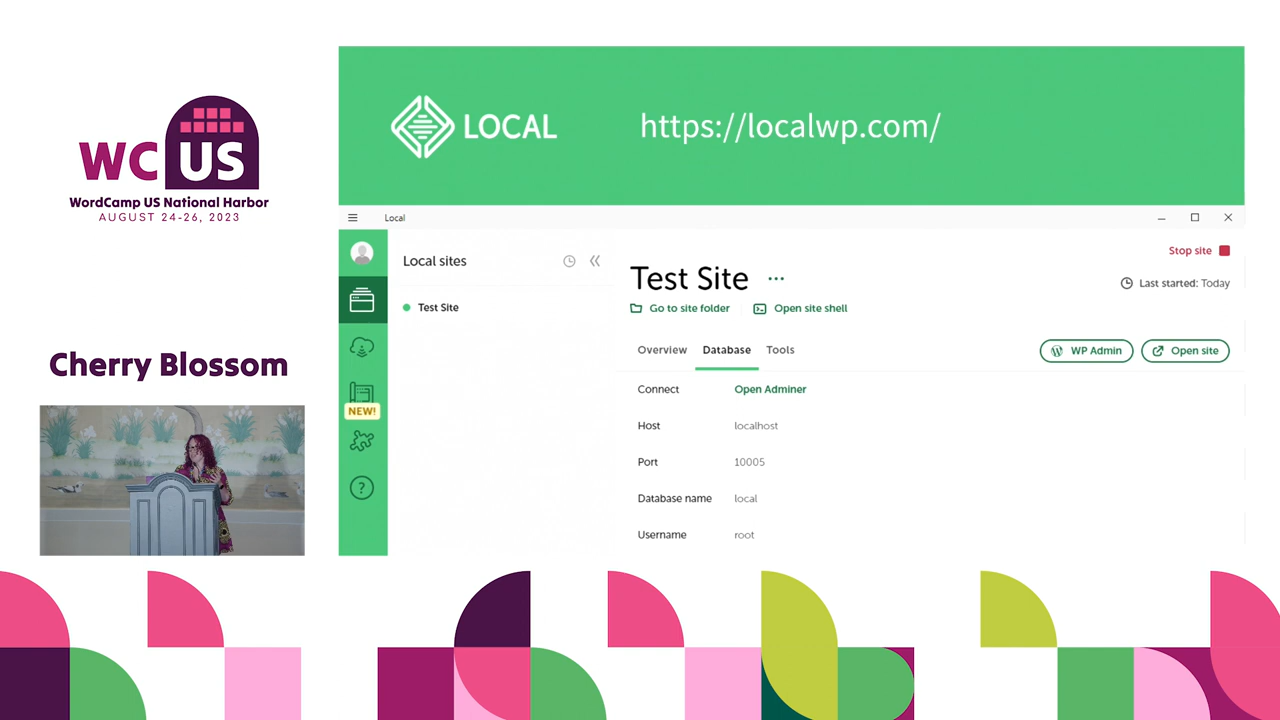 WC US
WordCamp US National Harbor
AUGUST 24-26, 2023
Cherry Blossom
LOCAL
https://localwp.com/
Local
Local sites
Test Site
Stop site
Test Site
Last started: Today
Go to site folder
Open site shell
Overview
Database
Tools
WP Admin
Open site
Connect
Open Adminer
Host
localhost
Port
10005
Database name
local
Username
root
NEW!
?